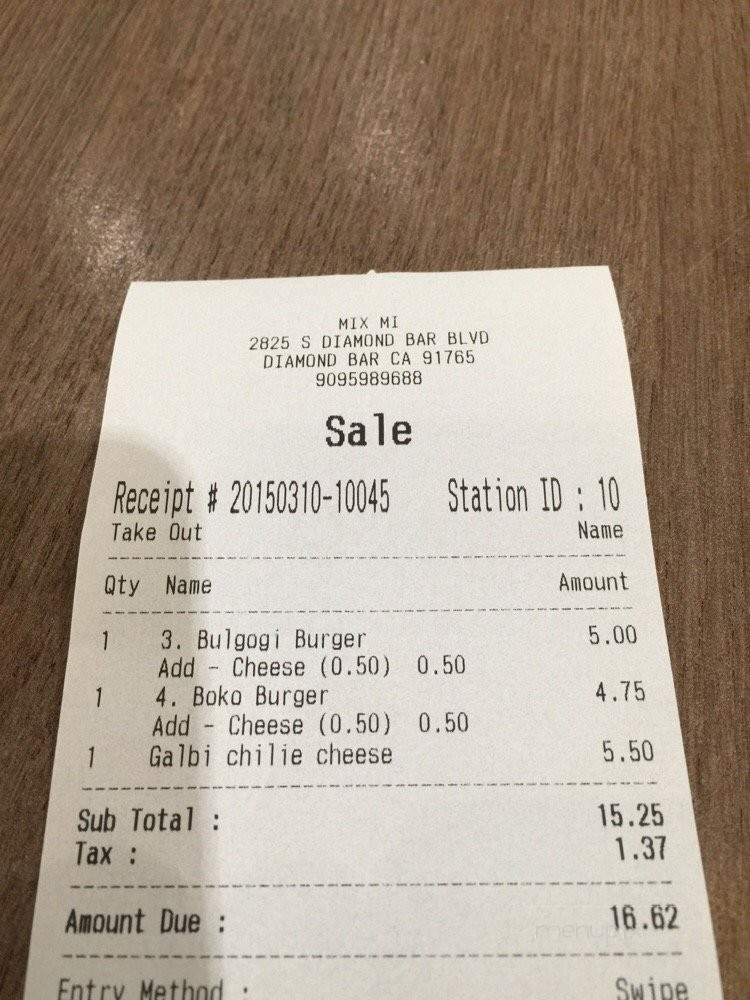 MIX MI
2825 S DIAMOND BAR BLVD
DIAMOND BAR CA 91765
9095989688
Sale
Receipt # 20150310-10045 Station ID : 10
Take Out Name
Qty Name Amount
1 3. Bulgogi Burger 5.00
Add - Cheese (0.50) 0.50
1 4. Boko Burger 4.75
Add - Cheese (0.50) 0.50
1 Galbi chilie cheese 5.50
Sub Total : 15.25
Tax : 1.37
Amount Due : 16.62
Entry Method : Swipe